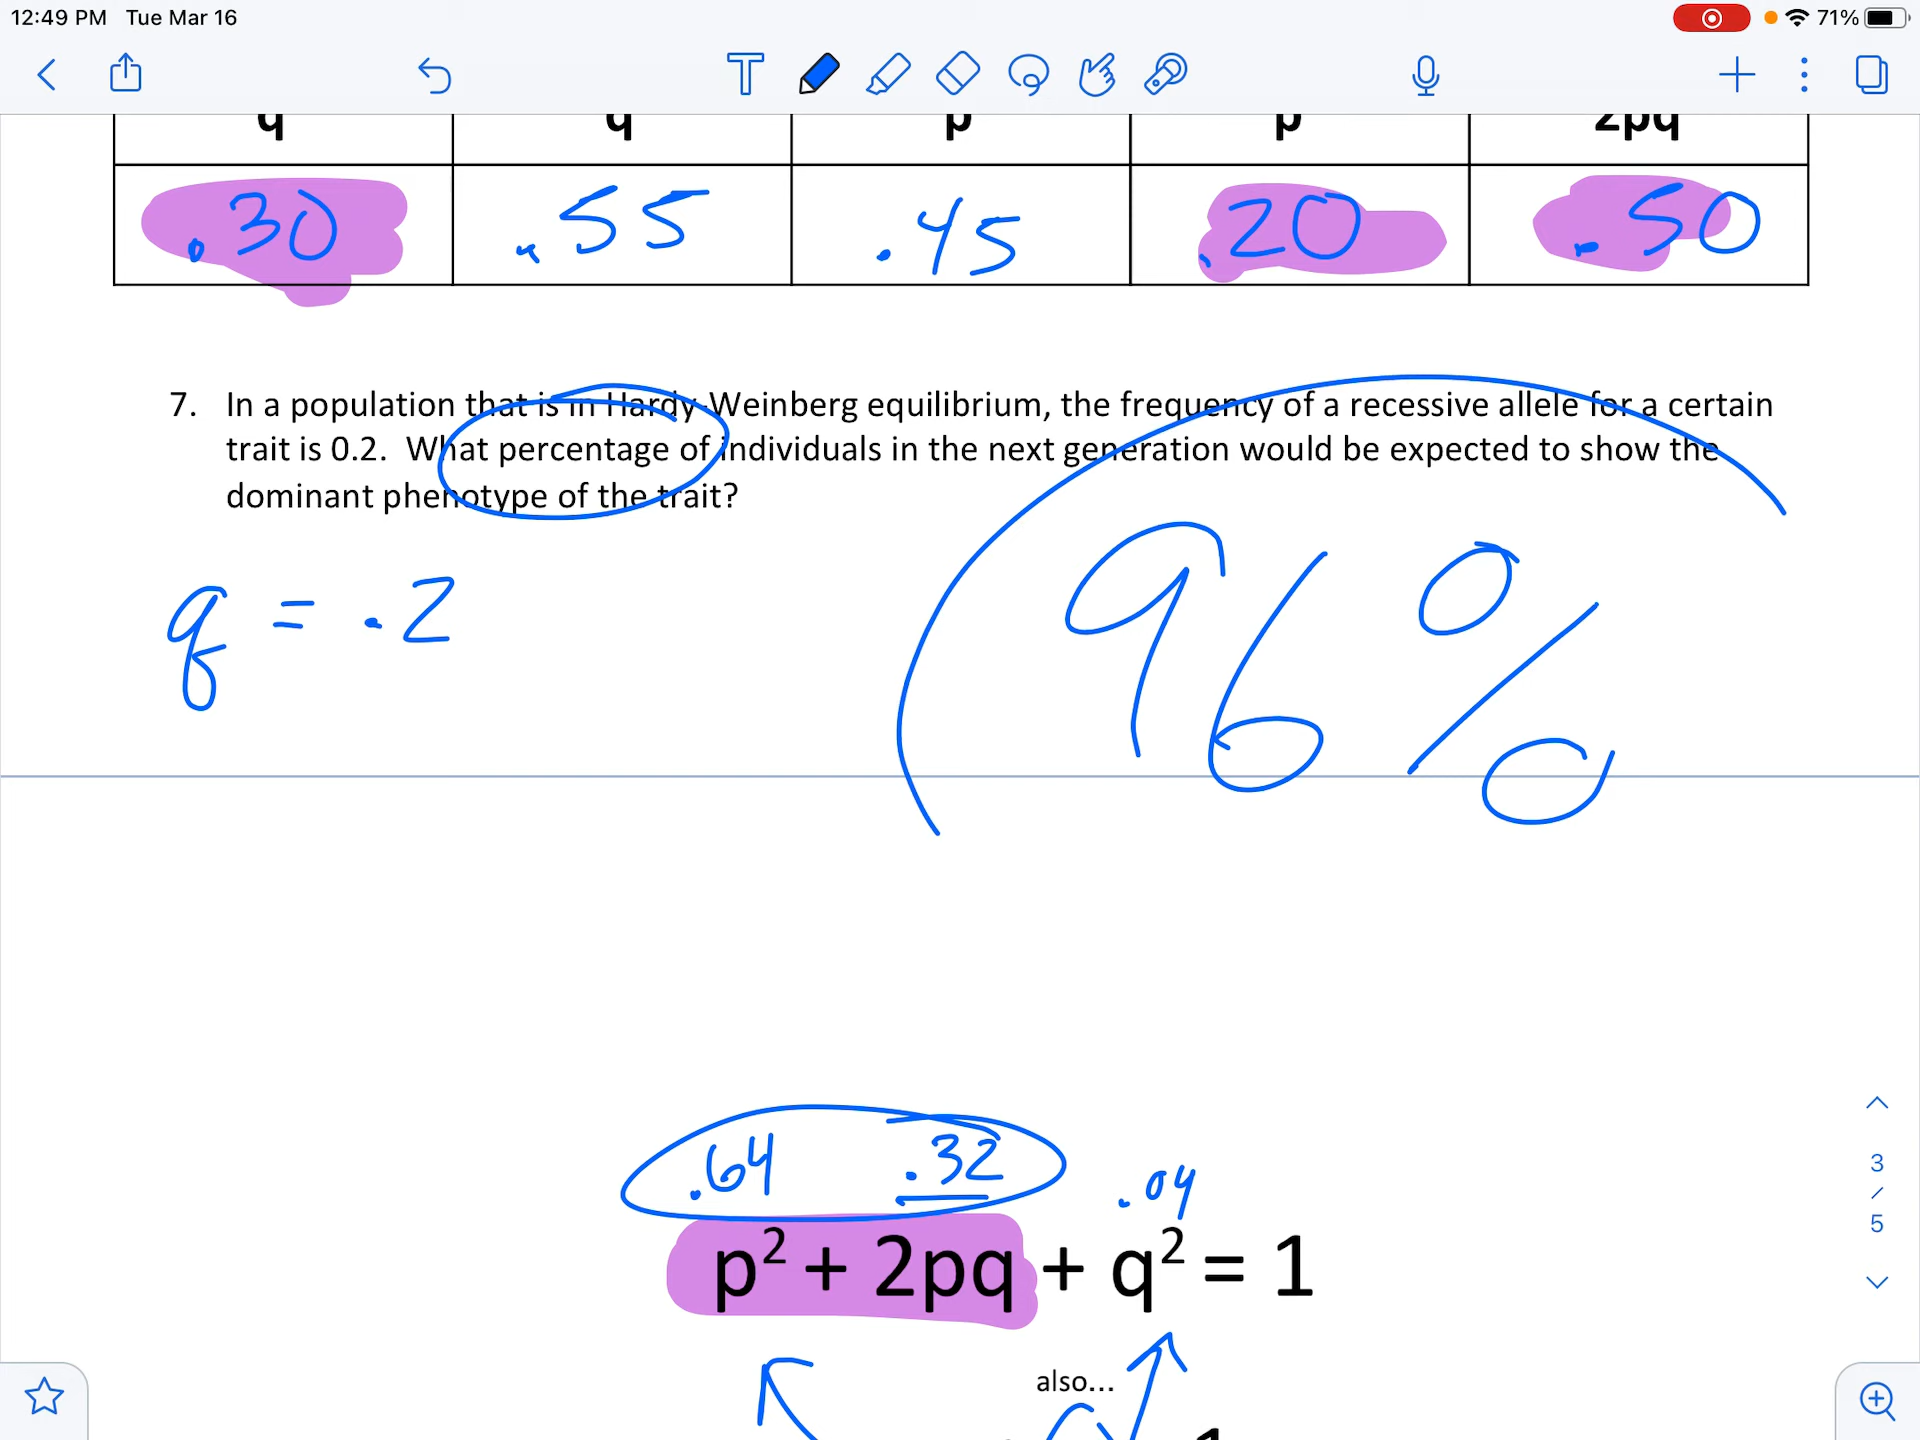 12:49 PM Tue Mar 16 71%
T
q q p p 2pq
.30 .55 .45 .20 .50
7. In a population that is in Hardy-Weinberg equilibrium, the frequency of a recessive allele for a certain
trait is 0.2. What percentage of individuals in the next generation would be expected to show the
dominant phenotype of the trait?
q = .2
96%
.64 .32 .04
p² + 2pq + q² = 1
also...
1
3
/
5